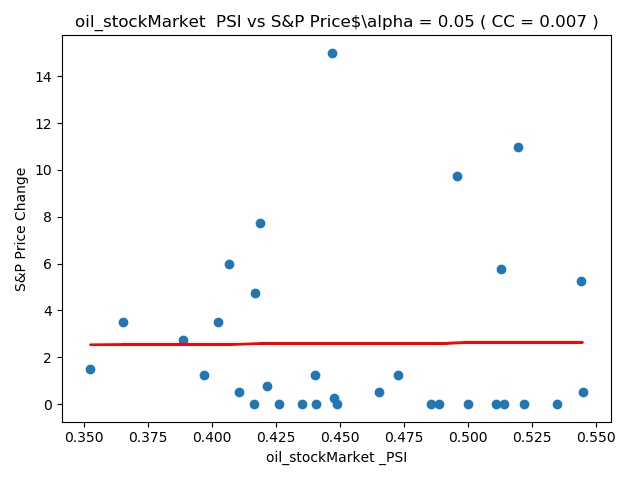 oil_stockMarket  PSI vs S&P Price$\alpha = 0.05 ( CC = 0.007 )
14
12
10
8
6
4
2
0
S&P Price Change
0.350 0.375 0.400 0.425 0.450 0.475 0.500 0.525 0.550
oil_stockMarket _PSI